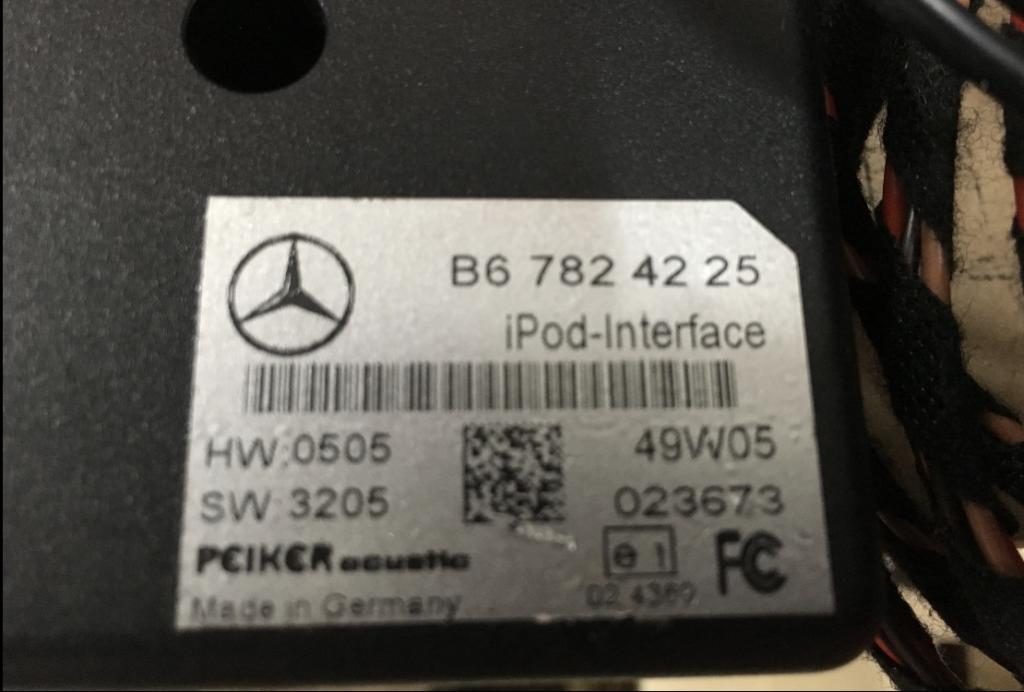 B6 782 42 25
iPod-Interface
HW:0505
49W05
SW 3205
023673
PEIKER acustic
e 1
FC
Made in Germany
02 4369